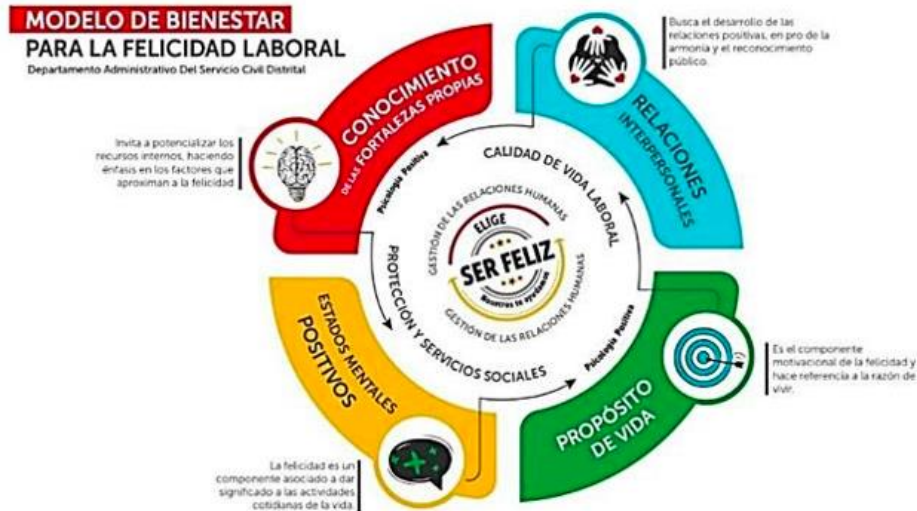 MODELO DE BIENESTAR
PARA LA FELICIDAD LABORAL
Departamento Administrativo Del Servicio Civil Distrital
Busca el desarrollo de las
relaciones positivas, en pro de la
armonía y el reconocimiento
público.
CONOCIMIENTO
DE LAS FORTALEZAS PROPIAS
RELACIONES
INTERPERSONALES
Invita a potencializar los
recursos internos, haciendo
énfasis en los factores que
aproximan a la felicidad
Psicología Positiva
CALIDAD DE VIDA LABORAL
GESTIÓN DE LAS RELACIONES HUMANAS
ELIGE
SER FELIZ
Nosotros te ayudamos
GESTIÓN DE LAS RELACIONES HUMANAS
PROTECCIÓN Y SERVICIOS SOCIALES
Psicología Positiva
ESTADOS MENTALES
POSITIVOS
PROPÓSITO
DE VIDA
Es el componente
motivacional de la felicidad y
hace referencia a la razón de
vivir.
La felicidad es un
componente asociado a dar
significado a las actividades
cotidianas de la vida.